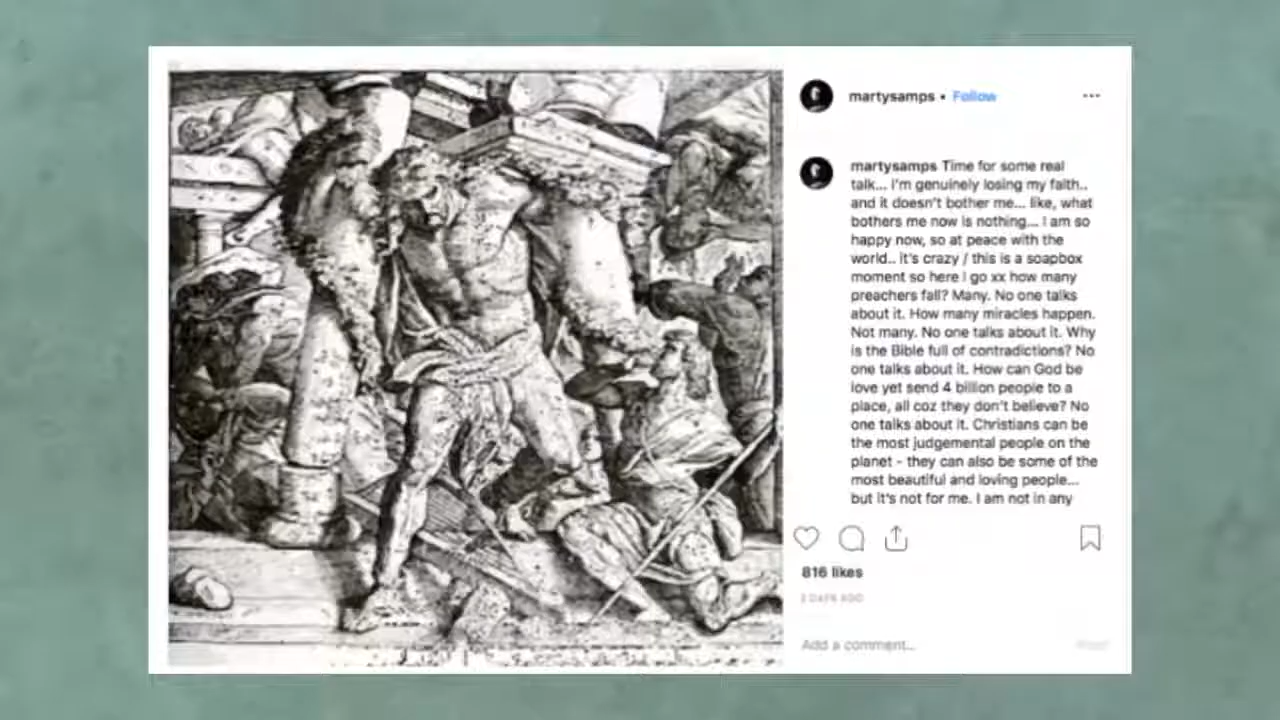 martysamps • Follow
martysamps Time for some real
talk... I'm genuinely losing my faith..
and it doesn't bother me... like, what
bothers me now is nothing... I am so
happy now, so at peace with the
world.. it's crazy / this is a soapbox
moment so here I go xx how many
preachers fall? Many. No one talks
about it. How many miracles happen.
Not many. No one talks about it. Why
is the Bible full of contradictions? No
one talks about it. How can God be
love yet send 4 billion people to a
place, all coz they don't believe? No
one talks about it. Christians can be
the most judgemental people on the
planet - they can also be some of the
most beautiful and loving people...
but it's not for me. I am not in any
816 likes
2 DAYS AGO
Add a comment...